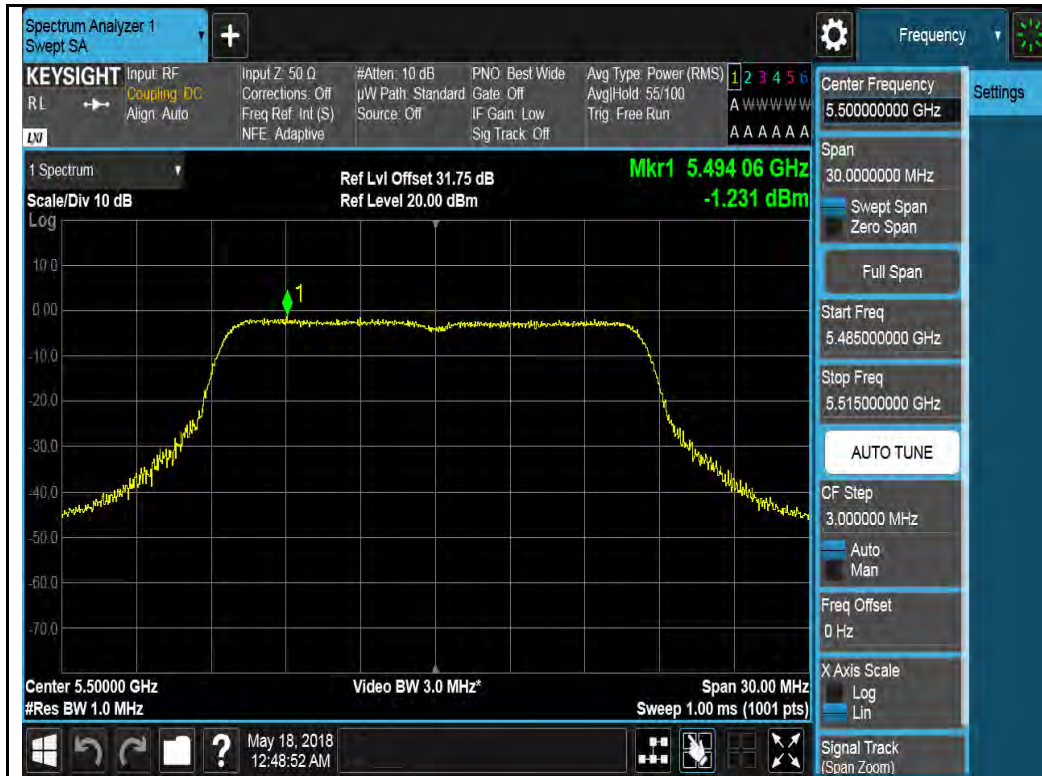 Spectrum Analyzer 1
Swept SA
+
Frequency
KEYSIGHT
RL
LXI
Input: RF
Coupling: DC
Align: Auto
Input Z: 50 Ω
Corrections: Off
Freq Ref: Int (S)
NFE: Adaptive
#Atten: 10 dB
µW Path: Standard
Source: Off
PNO: Best Wide
Gate: Off
IF Gain: Low
Sig Track: Off
Avg Type: Power (RMS)
Avg|Hold: 55/100
Trig: Free Run
1 2 3 4 5 6
A W W W W W
A A A A A A
1 Spectrum
Scale/Div 10 dB
Ref Lvl Offset 31.75 dB
Ref Level 20.00 dBm
Mkr1 5.494 06 GHz
-1.231 dBm
Log
10.0
0.00
-10.0
-20.0
-30.0
-40.0
-50.0
-60.0
-70.0
1
Center 5.50000 GHz
#Res BW 1.0 MHz
Video BW 3.0 MHz*
Span 30.00 MHz
Sweep 1.00 ms (1001 pts)
?
May 18, 2018
12:48:52 AM
Center Frequency
5.500000000 GHz
Span
30.0000000 MHz
Swept Span
Zero Span
Full Span
Start Freq
5.485000000 GHz
Stop Freq
5.515000000 GHz
AUTO TUNE
CF Step
3.000000 MHz
Auto
Man
Freq Offset
0 Hz
X Axis Scale
Log
Lin
Signal Track
(Span Zoom)
Settings